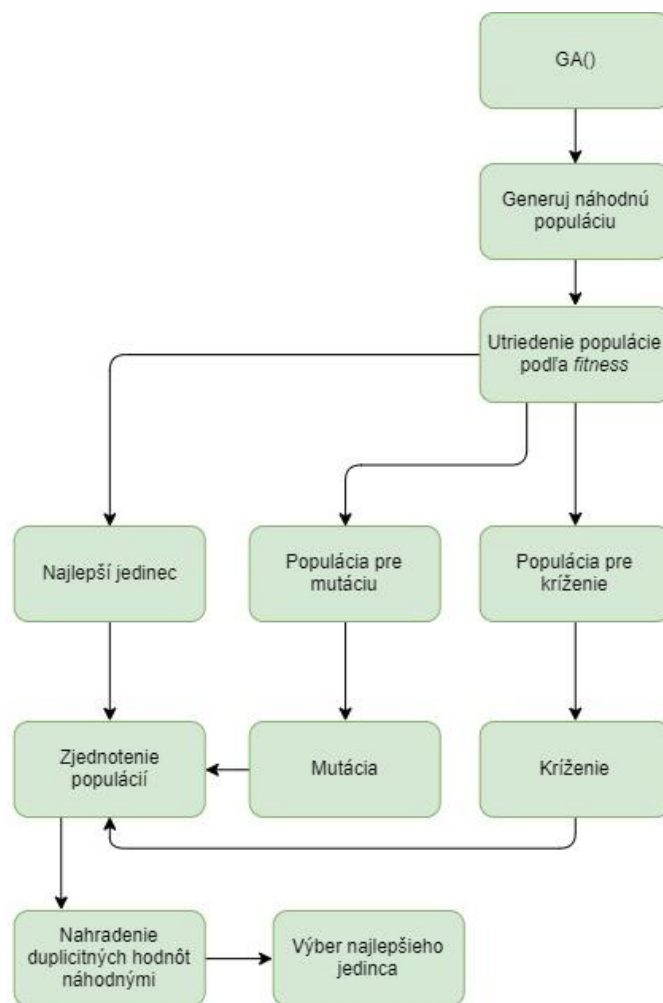 GA()
Generuj náhodnú
populáciu
Utriedenie populácie
podľa fitness
Najlepší jedinec
Populácia pre
mutáciu
Populácia pre
kríženie
Zjednotenie
populácií
Mutácia
Kríženie
Nahradenie
duplicitných hodnôt
náhodnými
Výber najlepšieho
jedinca